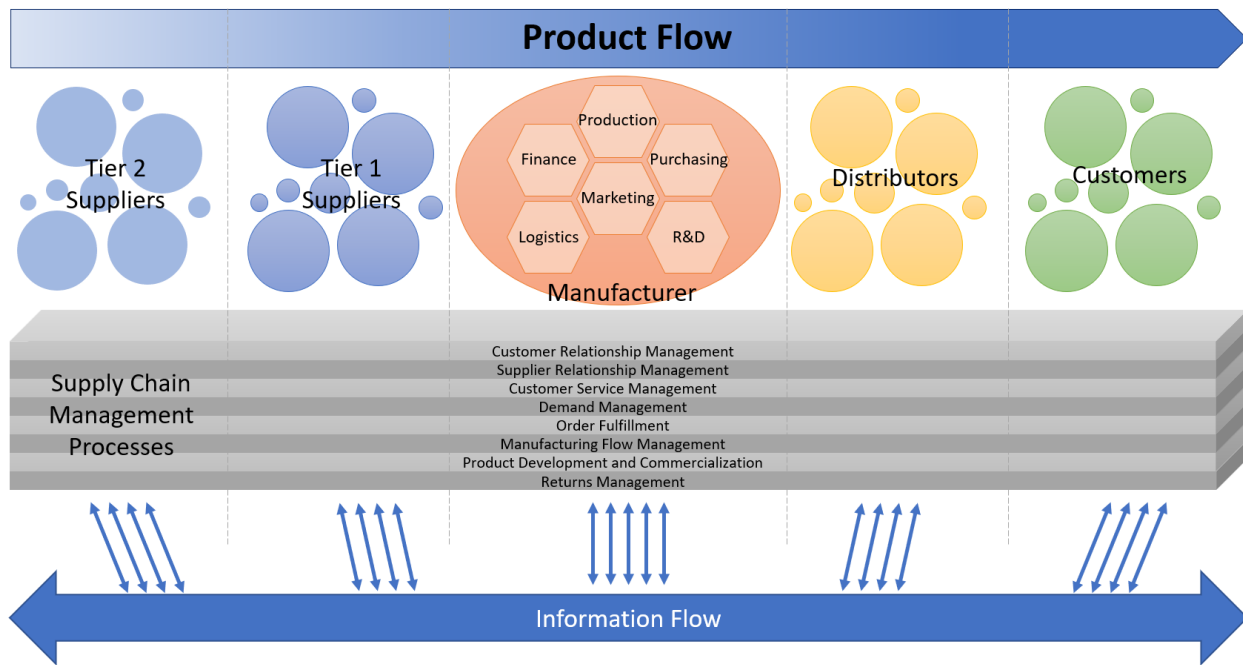 Product Flow
Tier 2
Suppliers
Tier 1
Suppliers
Production
Finance
Purchasing
Marketing
Logistics
R&D
Manufacturer
Distributors
Customers
Supply Chain
Management
Processes
Customer Relationship Management
Supplier Relationship Management
Customer Service Management
Demand Management
Order Fulfillment
Manufacturing Flow Management
Product Development and Commercialization
Returns Management
Information Flow